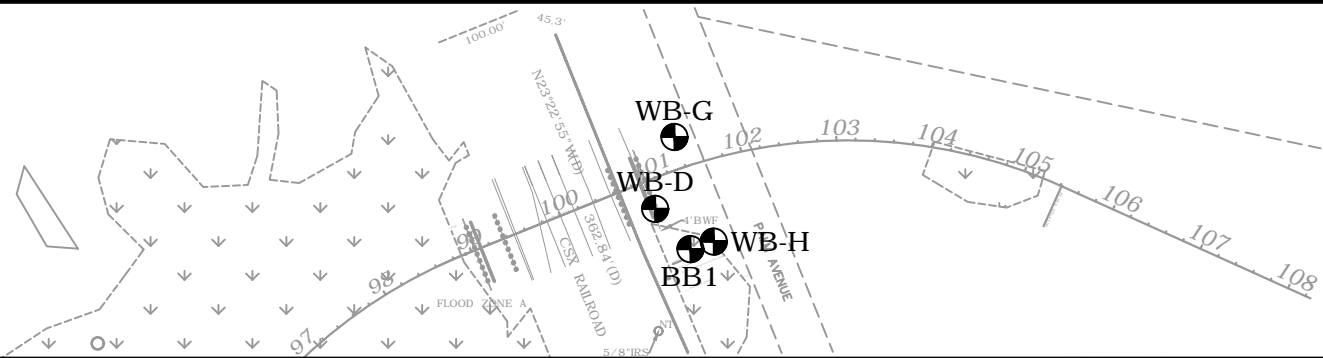 45.3'
100.00'
N23°22'55"W(D)
362.84'(D)
WB-G
WB-D
WB-H
BB1
4'BWF
97
98
99
100
101
102
103
104
105
106
107
108
CSX RAILROAD
AVENUE
FLOOD ZONE A
5/8"IRS